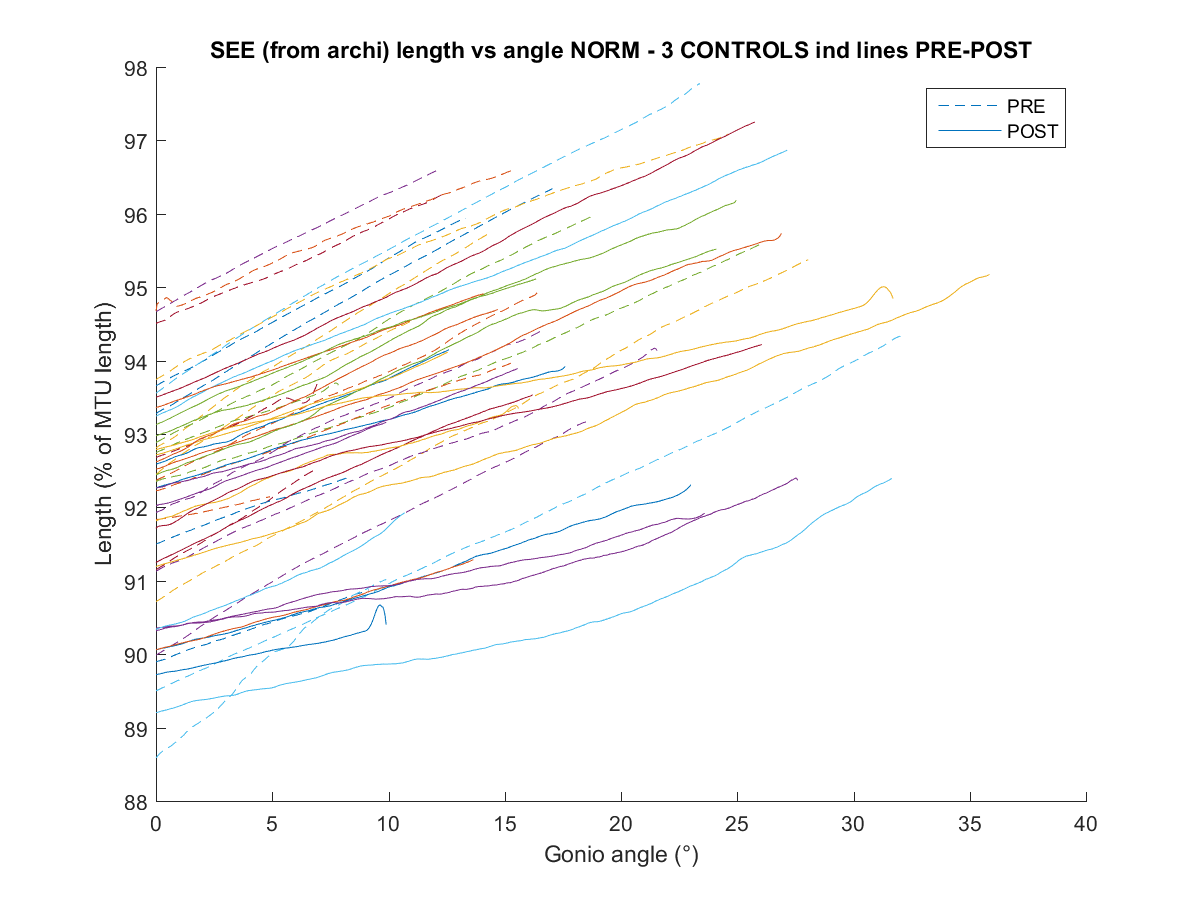 SEE (from archi) length vs angle NORM - 3 CONTROLS ind lines PRE-POST
98
97
96
95
94
93
92
91
90
89
88
Length (% of MTU length)
PRE
POST
0 5 10 15 20 25 30 35 40
Gonio angle (°)